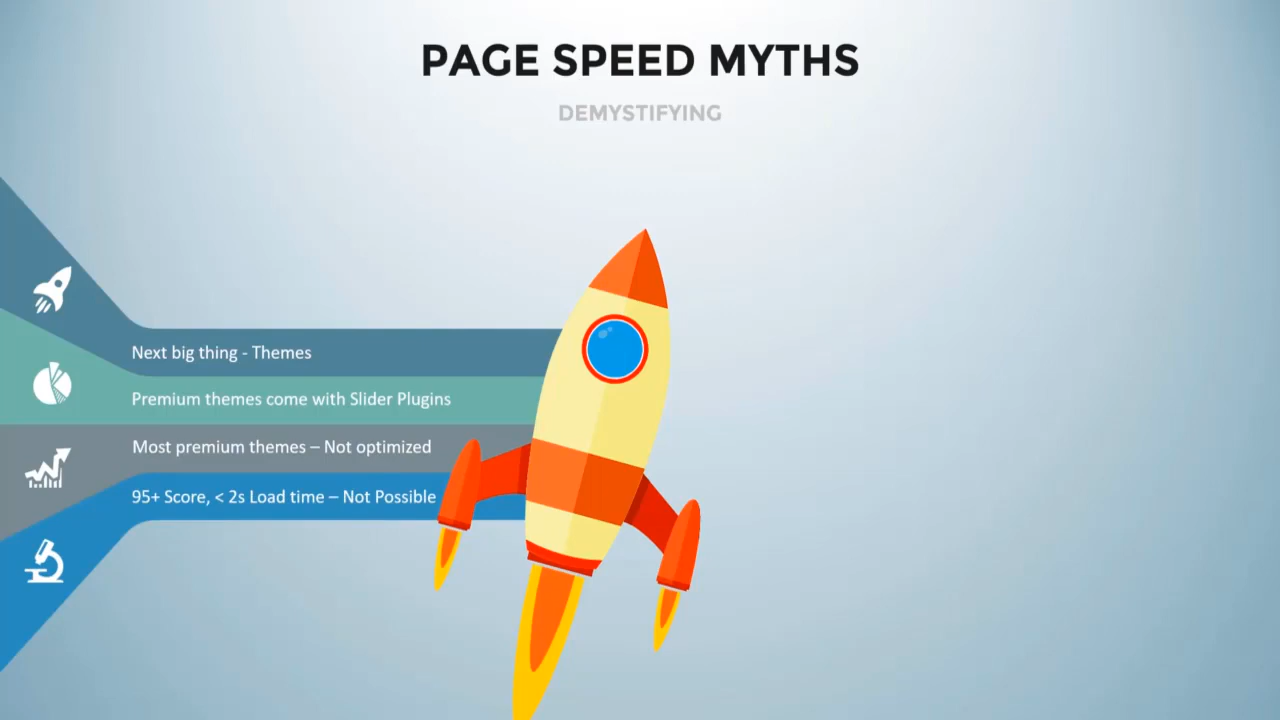 PAGE SPEED MYTHS
DEMYSTIFYING
Next big thing - Themes
Premium themes come with Slider Plugins
Most premium themes – Not optimized
95+ Score, < 2s Load time – Not Possible